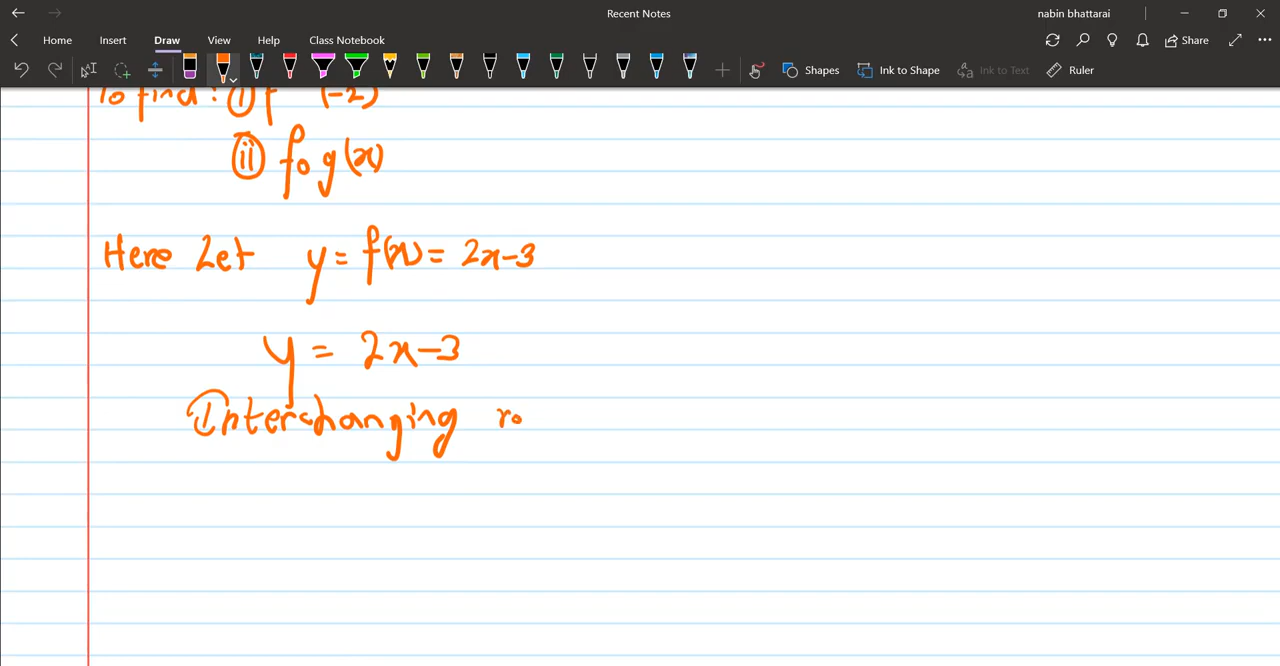 Recent Notes
nabin bhattarai
Home Insert Draw View Help Class Notebook
Share
Shapes Ink to Shape Ink to Text Ruler
To find : (i) f (-2)
(ii) fog(x)
Here Let y = f(x) = 2x-3
y = 2x-3
Interchanging ro